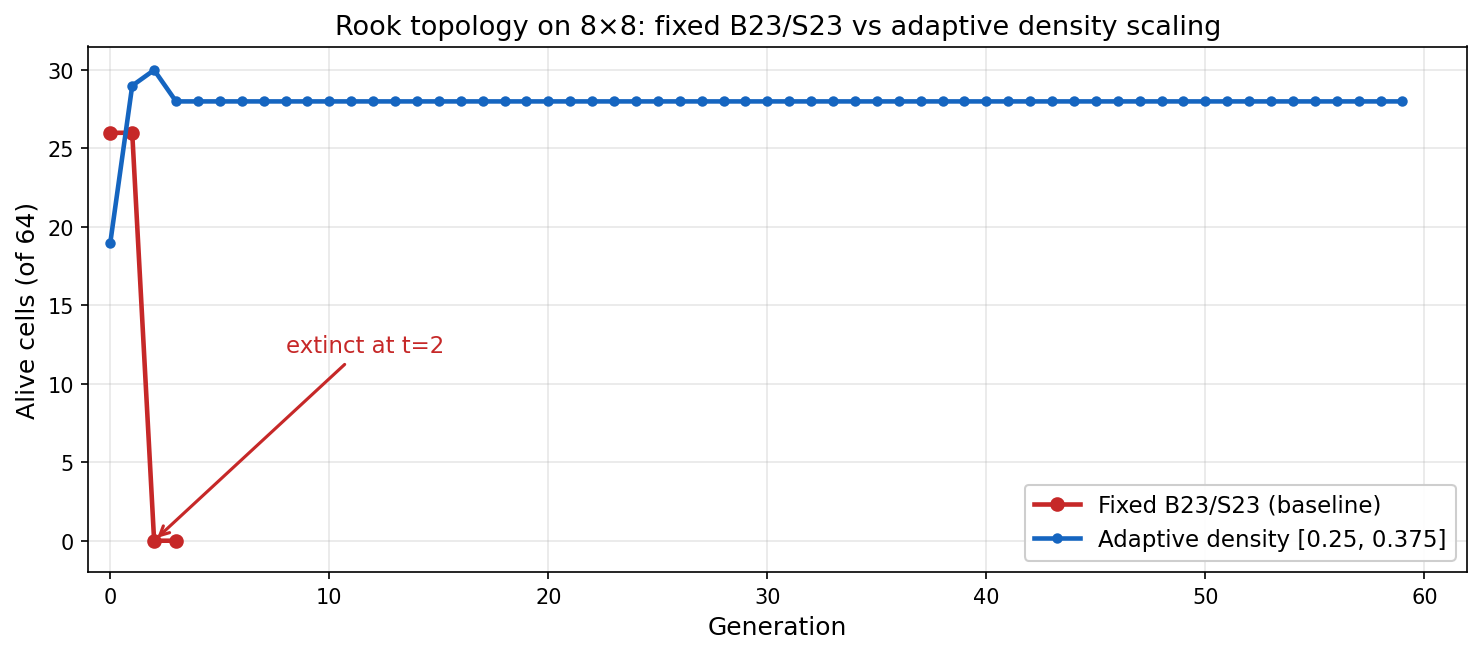 Rook topology on 8×8: fixed B23/S23 vs adaptive density scaling
Alive cells (of 64)
30
25
20
15
10
5
0
extinct at t=2
Fixed B23/S23 (baseline)
Adaptive density [0.25, 0.375]
0 10 20 30 40 50 60
Generation